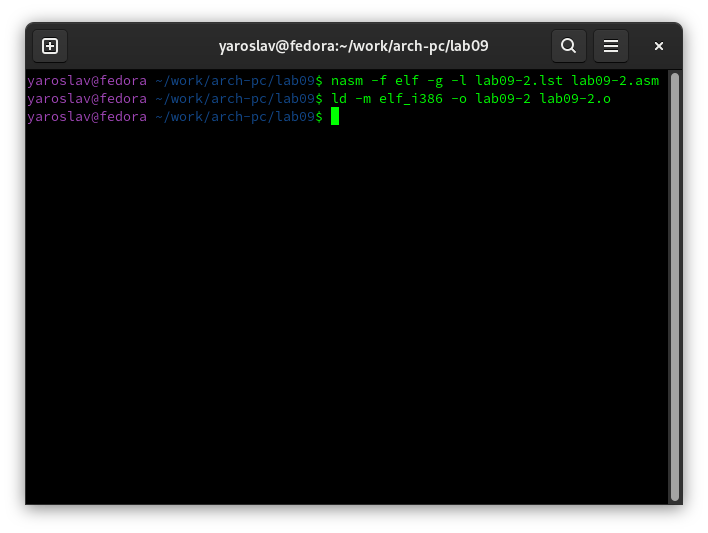 yaroslav@fedora:~/work/arch-pc/lab09
yaroslav@fedora ~/work/arch-pc/lab09$ nasm -f elf -g -l lab09-2.lst lab09-2.asm
yaroslav@fedora ~/work/arch-pc/lab09$ ld -m elf_i386 -o lab09-2 lab09-2.o
yaroslav@fedora ~/work/arch-pc/lab09$